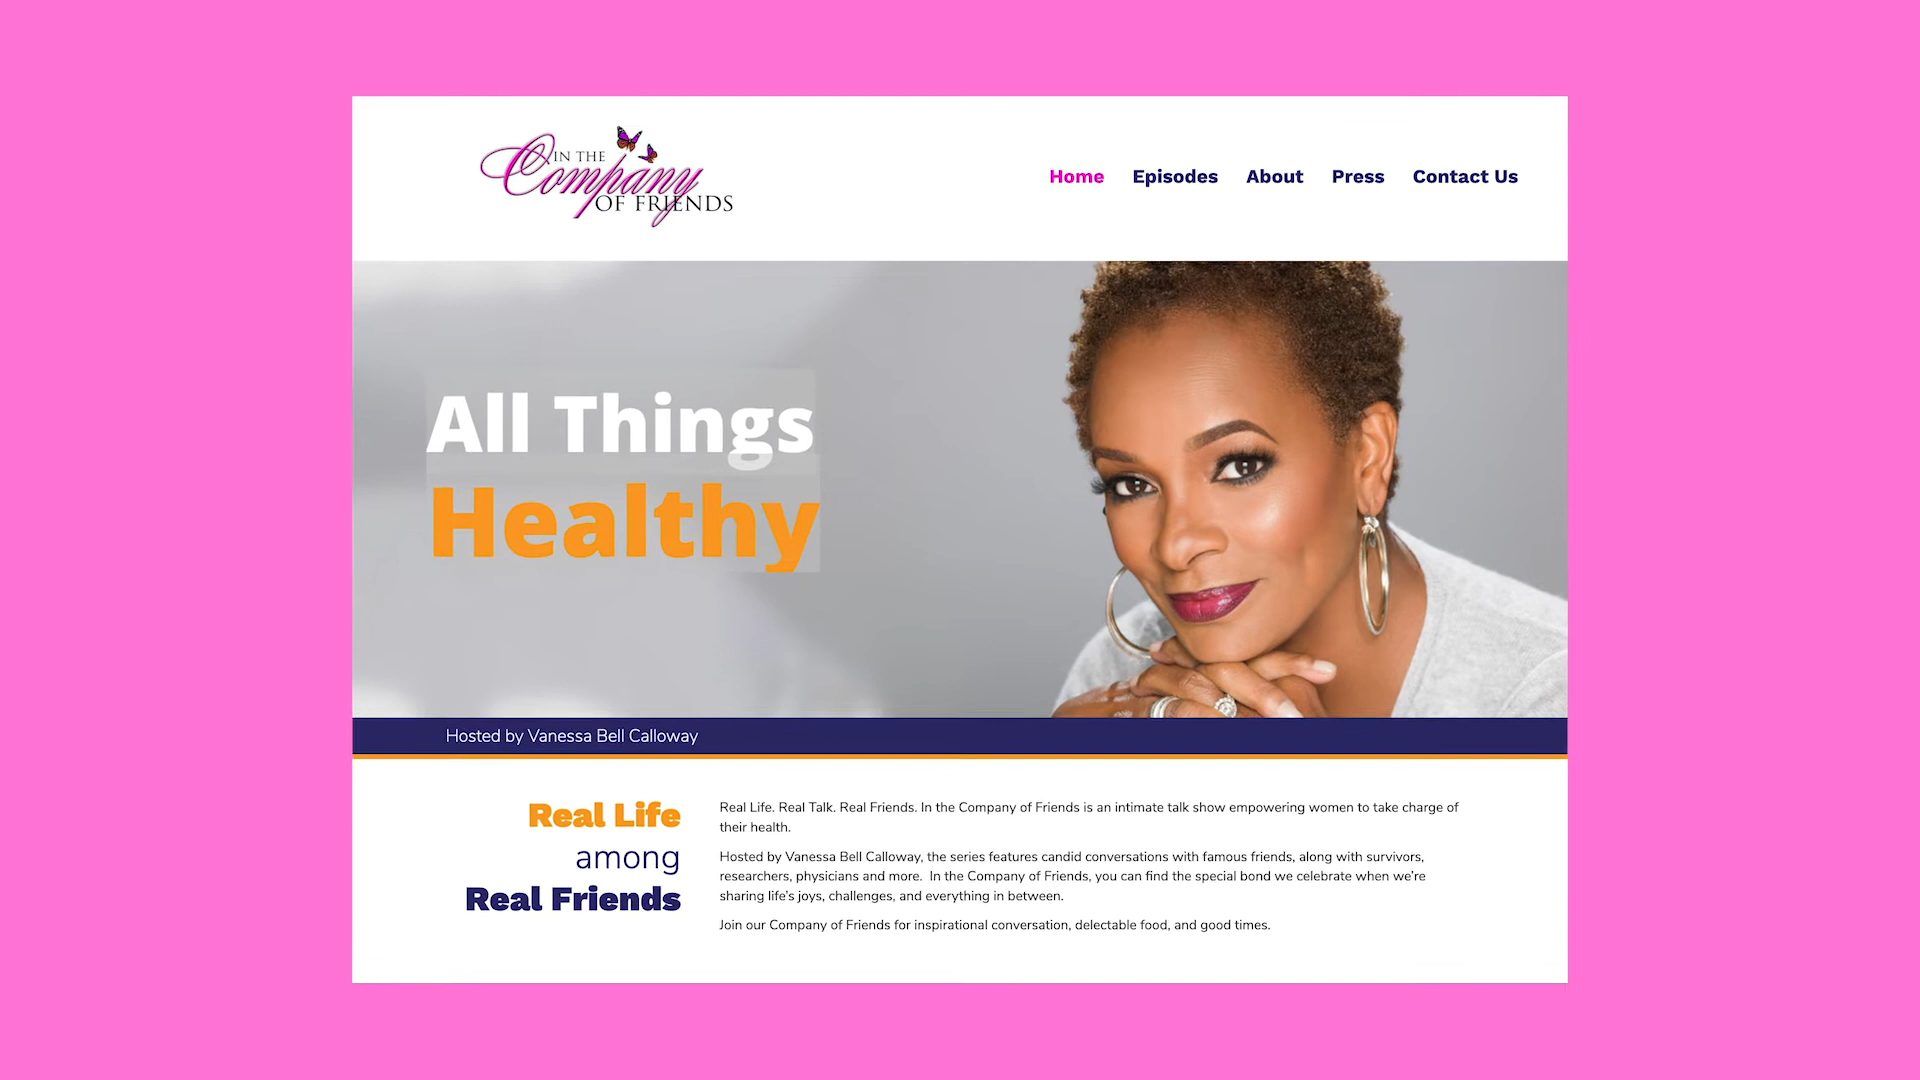 IN THE
Company
OF FRIENDS
Home Episodes About Press Contact Us
All Things
Healthy
Hosted by Vanessa Bell Calloway
Real Life
among
Real Friends
Real Life. Real Talk. Real Friends. In the Company of Friends is an intimate talk show empowering women to take charge of
their health.
Hosted by Vanessa Bell Calloway, the series features candid conversations with famous friends, along with survivors,
researchers, physicians and more.  In the Company of Friends, you can find the special bond we celebrate when we’re
sharing life’s joys, challenges, and everything in between.
Join our Company of Friends for inspirational conversation, delectable food, and good times.